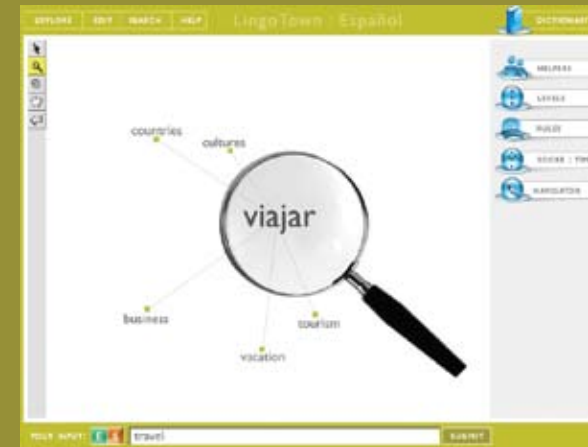 EXPLORE EDIT SEARCH HELP LingoTown : Español
DICTIONARY
HELPERS
LEVELS
RULES
NAVIGATOR
countries
cultures
viajar
business
tourism
vacation
YOUR INPUT: E S travel SUBMIT